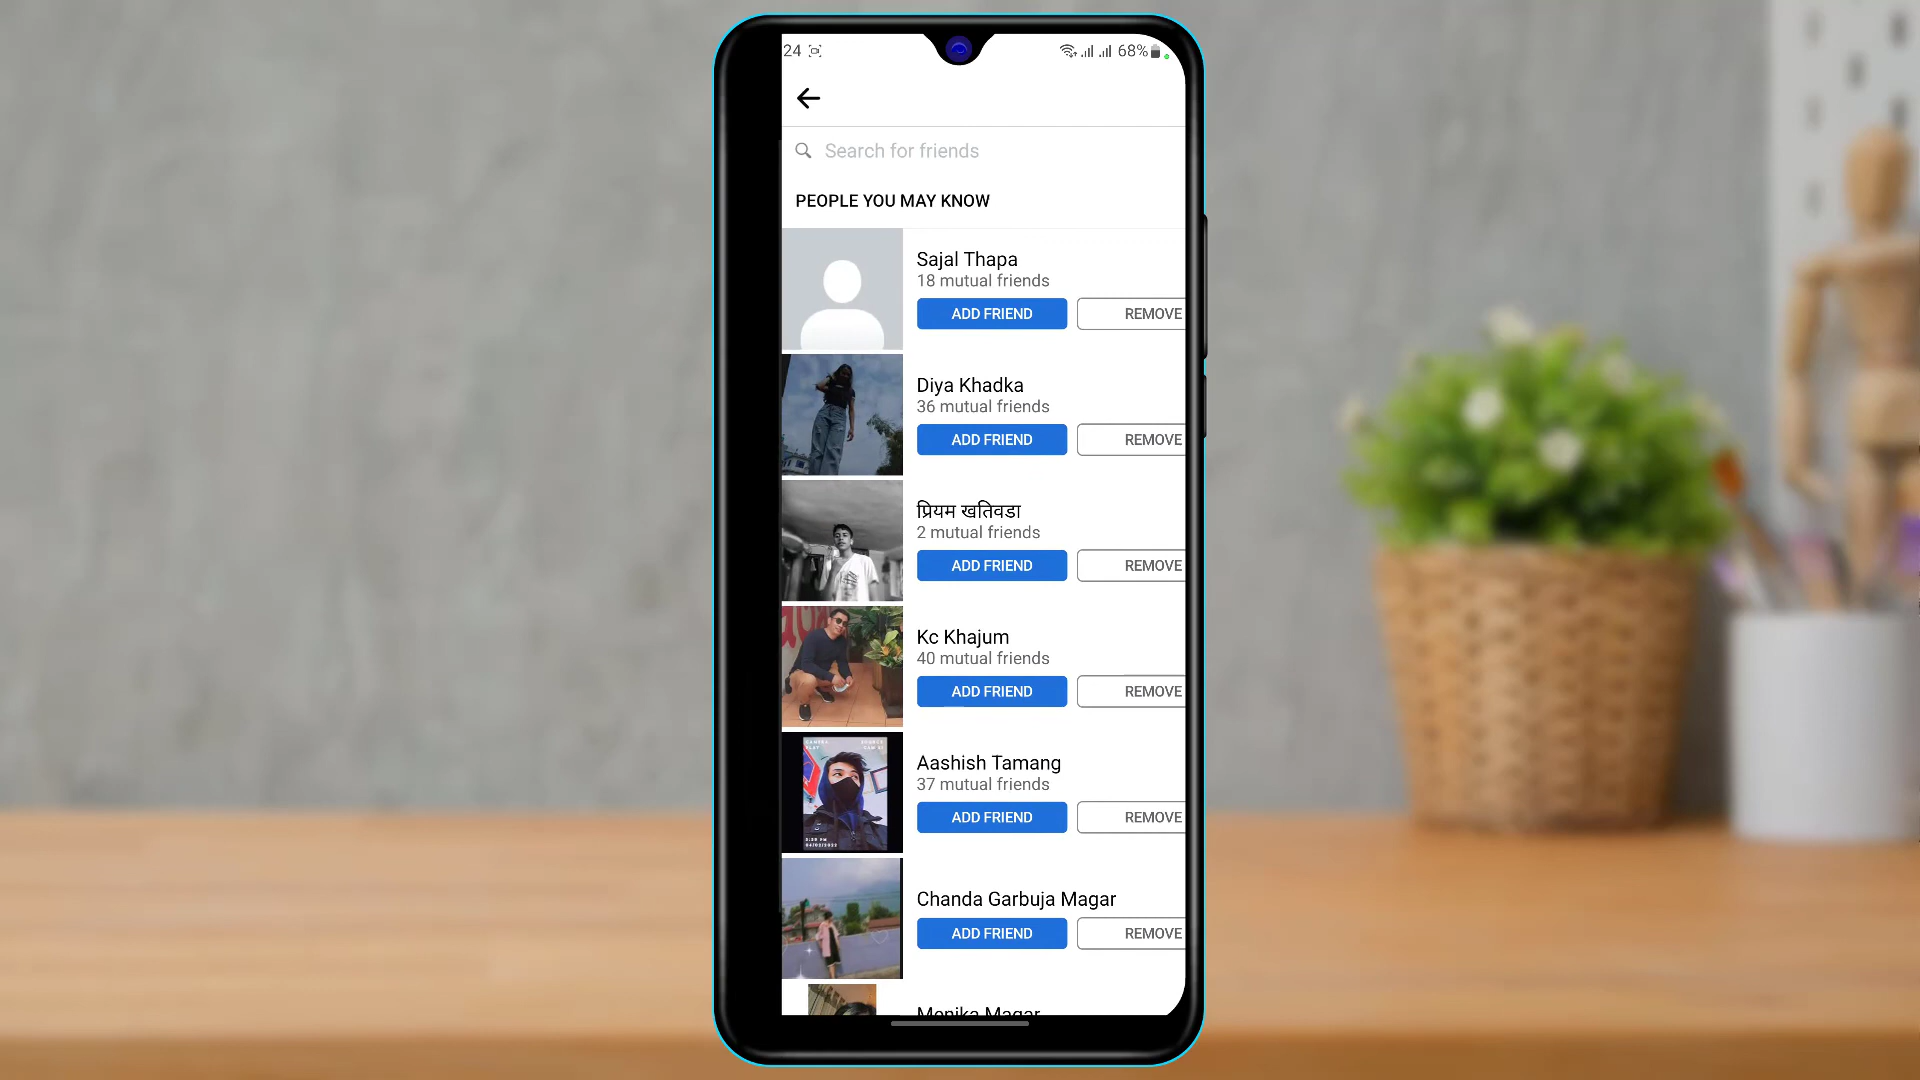 24
68%
Search for friends
PEOPLE YOU MAY KNOW
Sajal Thapa
18 mutual friends
ADD FRIEND REMOVE
Diya Khadka
36 mutual friends
ADD FRIEND REMOVE
प्रियम खतिवडा
2 mutual friends
ADD FRIEND REMOVE
Kc Khajum
40 mutual friends
ADD FRIEND REMOVE
Aashish Tamang
37 mutual friends
ADD FRIEND REMOVE
Chanda Garbuja Magar
ADD FRIEND REMOVE
Monika Magar